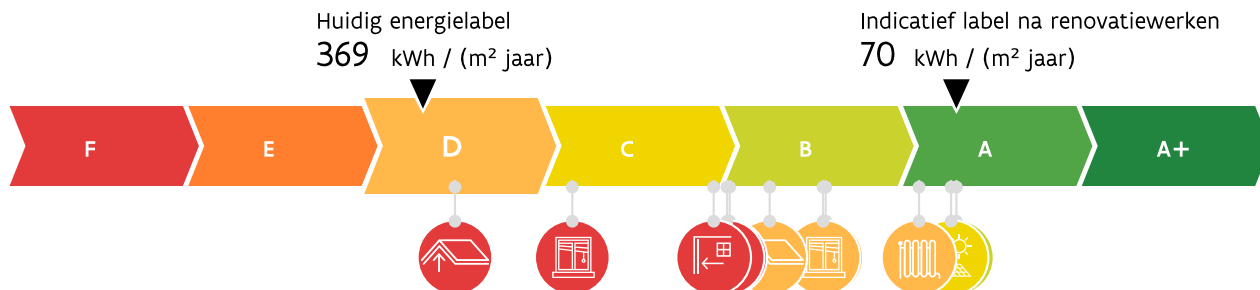 Huidig energielabel
369 kWh / (m² jaar)
Indicatief label na renovatiewerken
70 kWh / (m² jaar)
F E D C B A A+